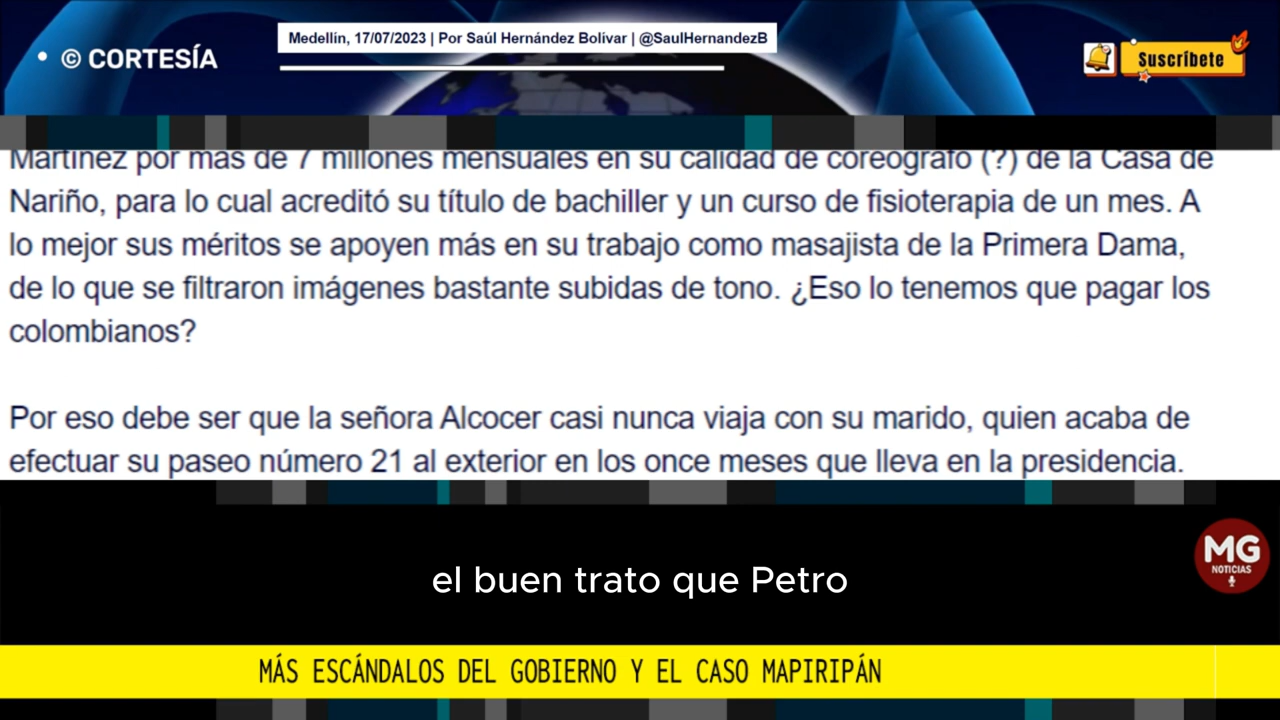 © CORTESÍA
Medellín, 17/07/2023 | Por Saúl Hernández Bolívar | @SaulHernandezB
Suscríbete
Martínez por más de 7 millones mensuales en su calidad de coreógrafo (?) de la Casa de
Nariño, para lo cual acreditó su título de bachiller y un curso de fisioterapia de un mes. A
lo mejor sus méritos se apoyen más en su trabajo como masajista de la Primera Dama,
de lo que se filtraron imágenes bastante subidas de tono. ¿Eso lo tenemos que pagar los
colombianos?
Por eso debe ser que la señora Alcocer casi nunca viaja con su marido, quien acaba de
efectuar su paseo número 21 al exterior en los once meses que lleva en la presidencia.
MG
NOTICIAS
el buen trato que Petro
MÁS ESCÁNDALOS DEL GOBIERNO Y EL CASO MAPIRIPÁN